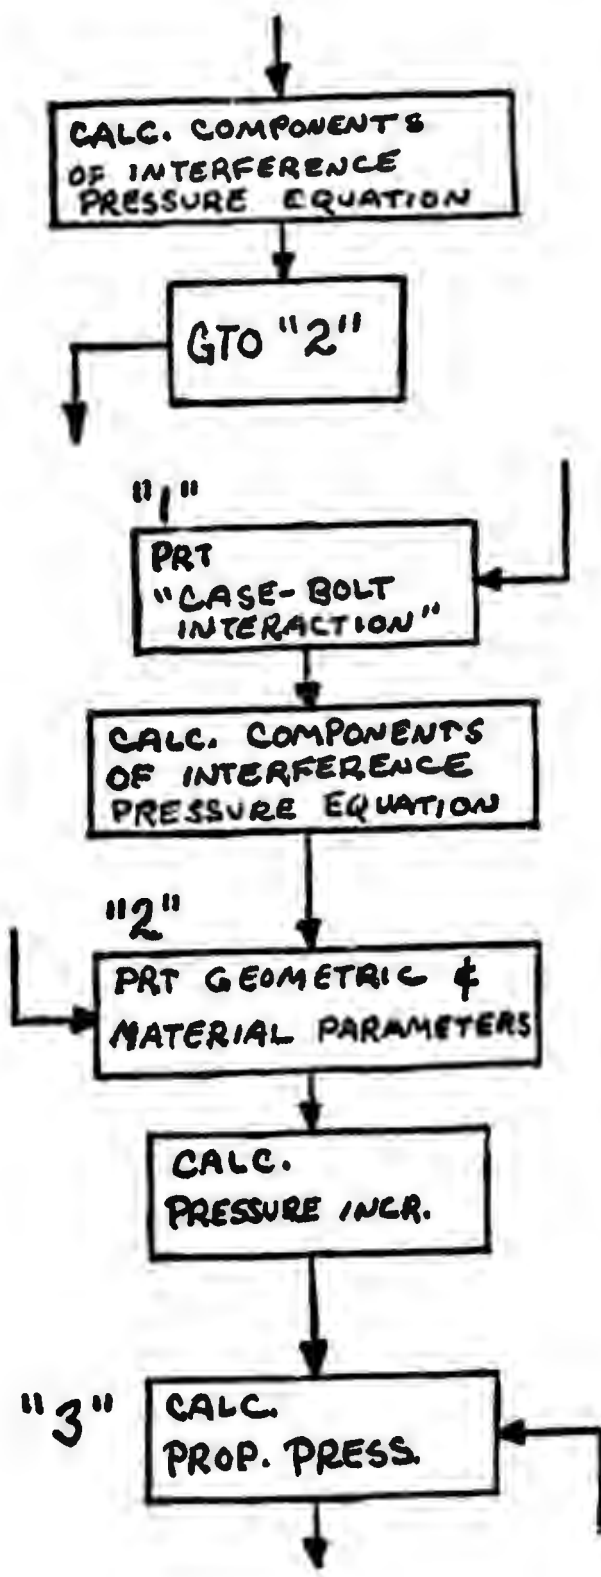 CALC. COMPONENTS
OF INTERFERENCE
PRESSURE EQUATION
GTO "2"
"1"
PRT
"CASE-BOLT
INTERACTION"
CALC. COMPONENTS
OF INTERFERENCE
PRESSURE EQUATION
"2"
PRT GEOMETRIC &
MATERIAL PARAMETERS
CALC.
PRESSURE INCR.
"3"
CALC.
PROP. PRESS.